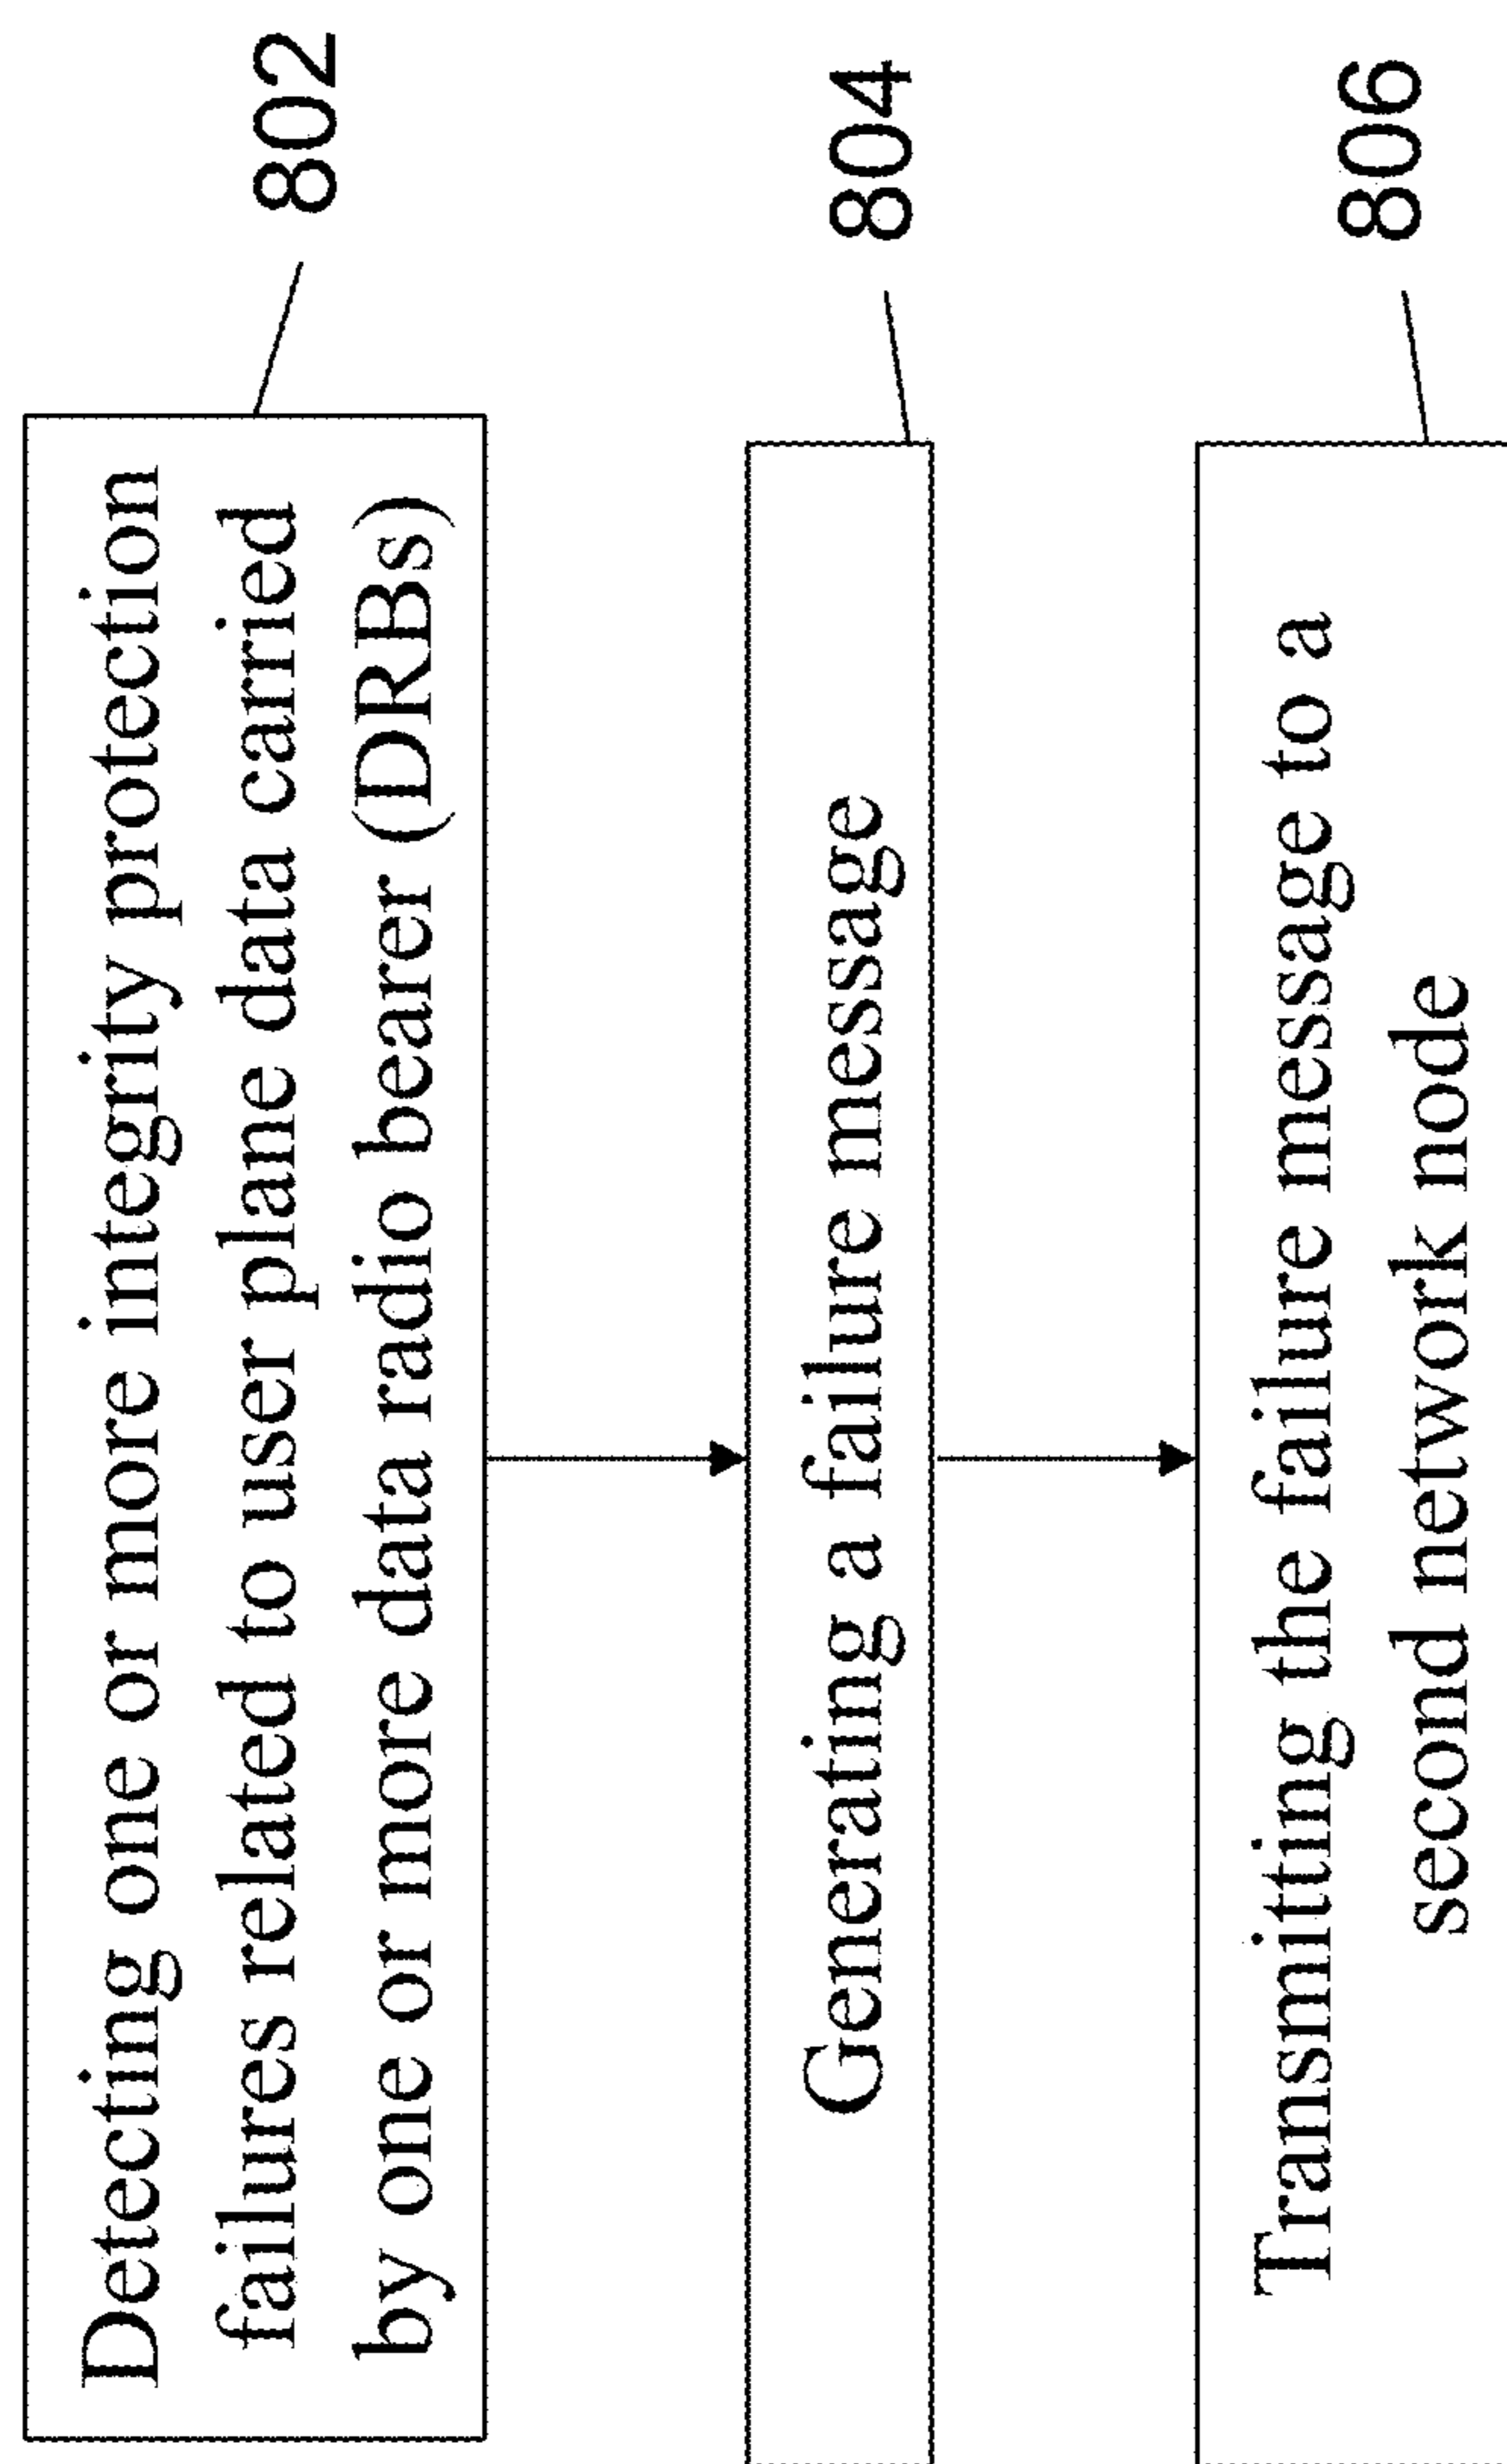 Detecting one or more integrity protection
failures related to user plane data carried
by one or more data radio bearer (DRBs)
802
Generating a failure message
804
Transmitting the failure message to a
second network node
806